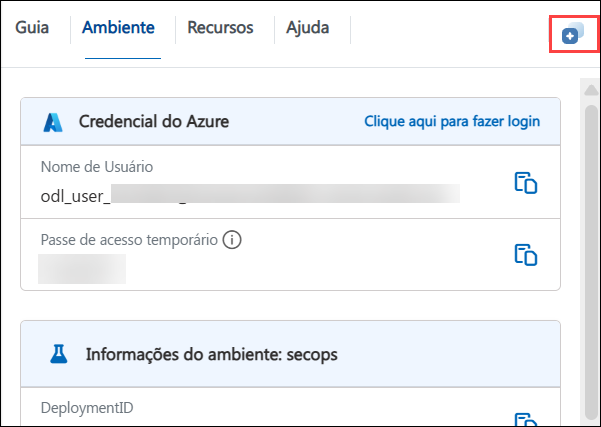 Guia
Ambiente
Recursos
Ajuda
Credencial do Azure
Clique aqui para fazer login
Nome de Usuário
odl_user_
Passe de acesso temporário
Informações do ambiente: secops
DeploymentID